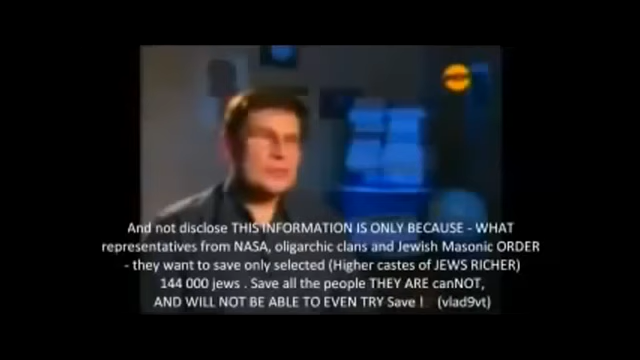 And not disclose THIS INFORMATION IS ONLY BECAUSE - WHAT
representatives from NASA, oligarchic clans and Jewish Masonic ORDER
- they want to save only selected (Higher castes of JEWS RICHER)
144 000 jews . Save all the people THEY ARE canNOT,
AND WILL NOT BE ABLE TO EVEN TRY Save ! (vlad9vt)